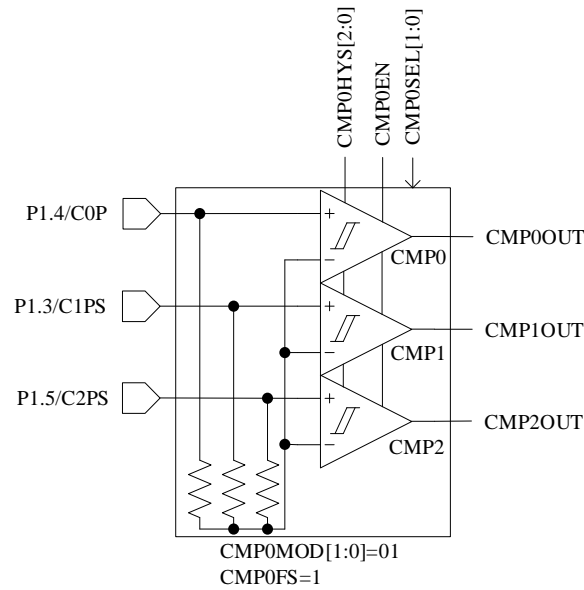 CMP0HYS[2:0]
CMP0EN
CMP0SEL[1:0]
P1.4/C0P
+
−
CMP0
CMP0OUT
P1.3/C1PS
+
−
CMP1
CMP1OUT
P1.5/C2PS
+
−
CMP2
CMP2OUT
CMP0MOD[1:0]=01
CMP0FS=1